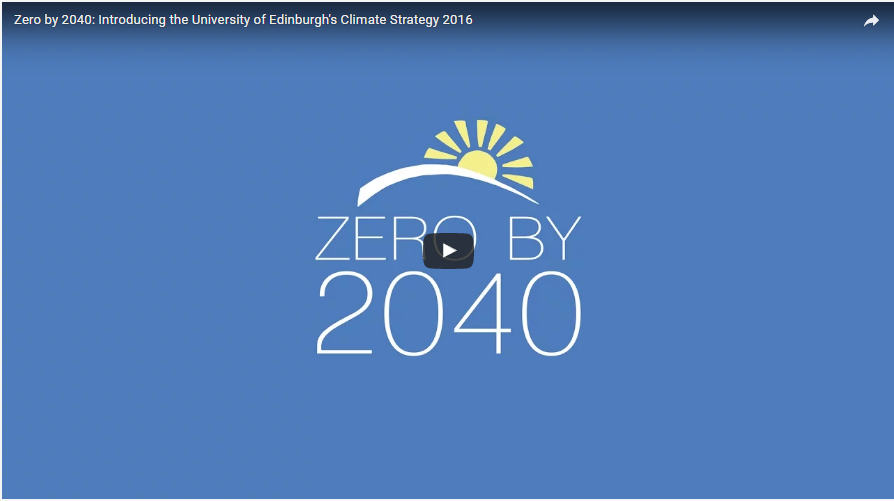 Zero by 2040: Introducing the University of Edinburgh's Climate Strategy 2016
ZERO BY
2040